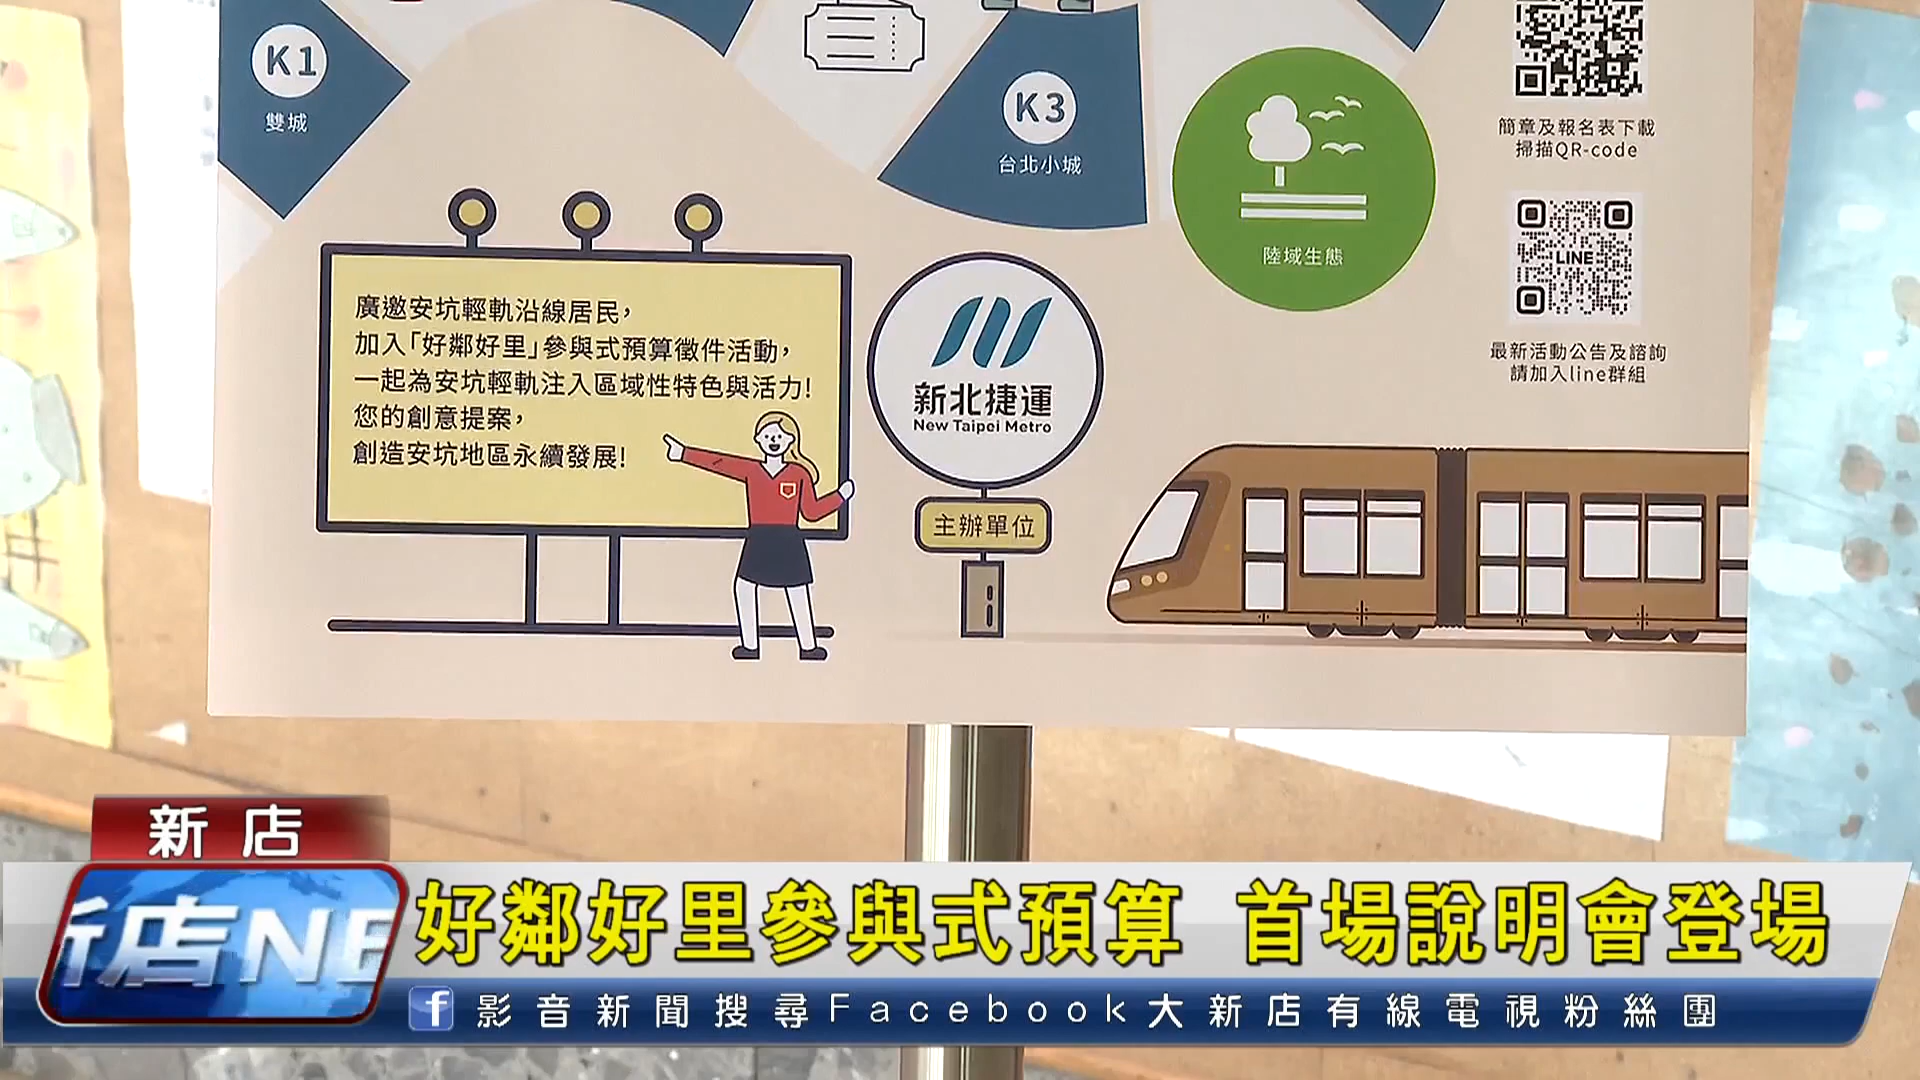 K1
雙城
K3
台北小城
陸域生態
簡章及報名表下載
掃描QR-code
LINE
最新活動公告及諮詢
請加入line群組
廣邀安坑輕軌沿線居民，
加入「好鄰好里」參與式預算徵件活動，
一起為安坑輕軌注入區域性特色與活力！
您的創意提案，
創造安坑地區永續發展！
新北捷運
New Taipei Metro
主辦單位
新店
新店NE
好鄰好里參與式預算 首場說明會登場
f 影音新聞搜尋Facebook大新店有線電視粉絲團